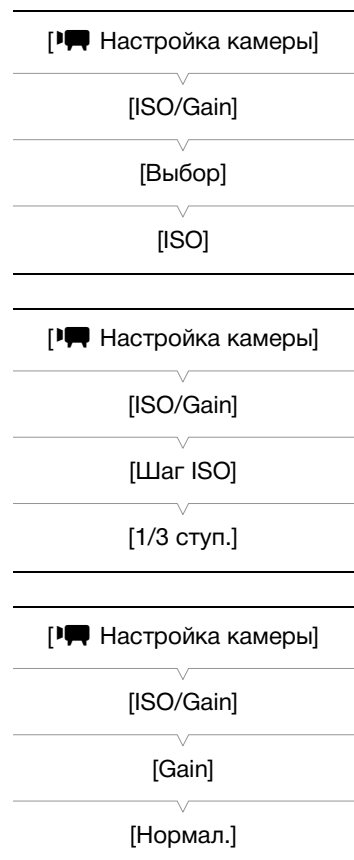 [ Настройка камеры]
[ISO/Gain]
[Выбор]
[ISO]
[ Настройка камеры]
[ISO/Gain]
[Шаг ISO]
[1/3 ступ.]
[ Настройка камеры]
[ISO/Gain]
[Gain]
[Нормал.]